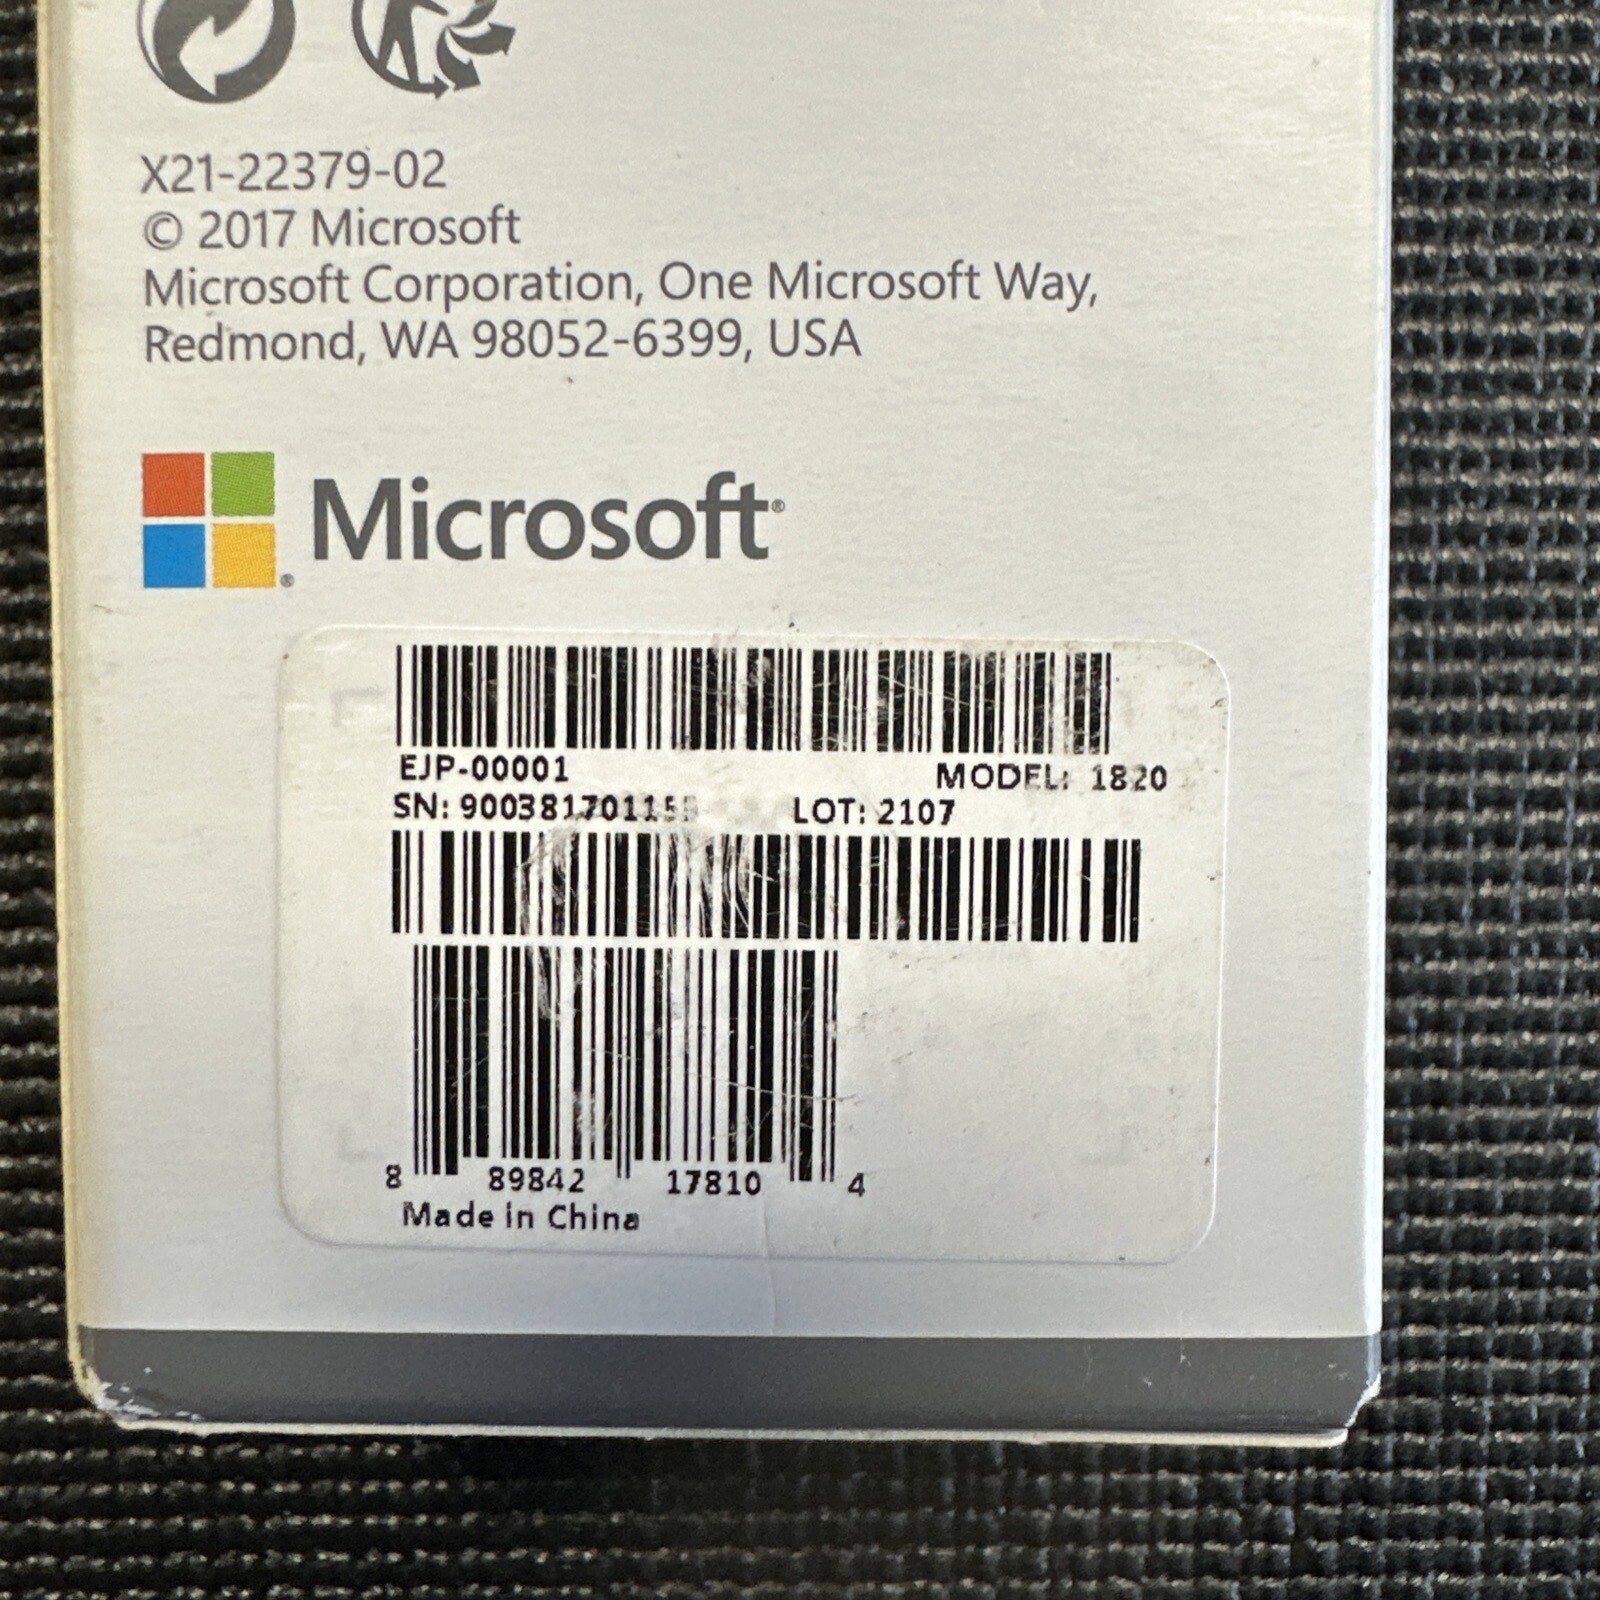 X21-22379-02
© 2017 Microsoft
Microsoft Corporation, One Microsoft Way,
Redmond, WA 98052-6399, USA
Microsoft®
EJP-00001 MODEL: 1820
SN: LOT: 2107
8 89842 17810 4
Made in China